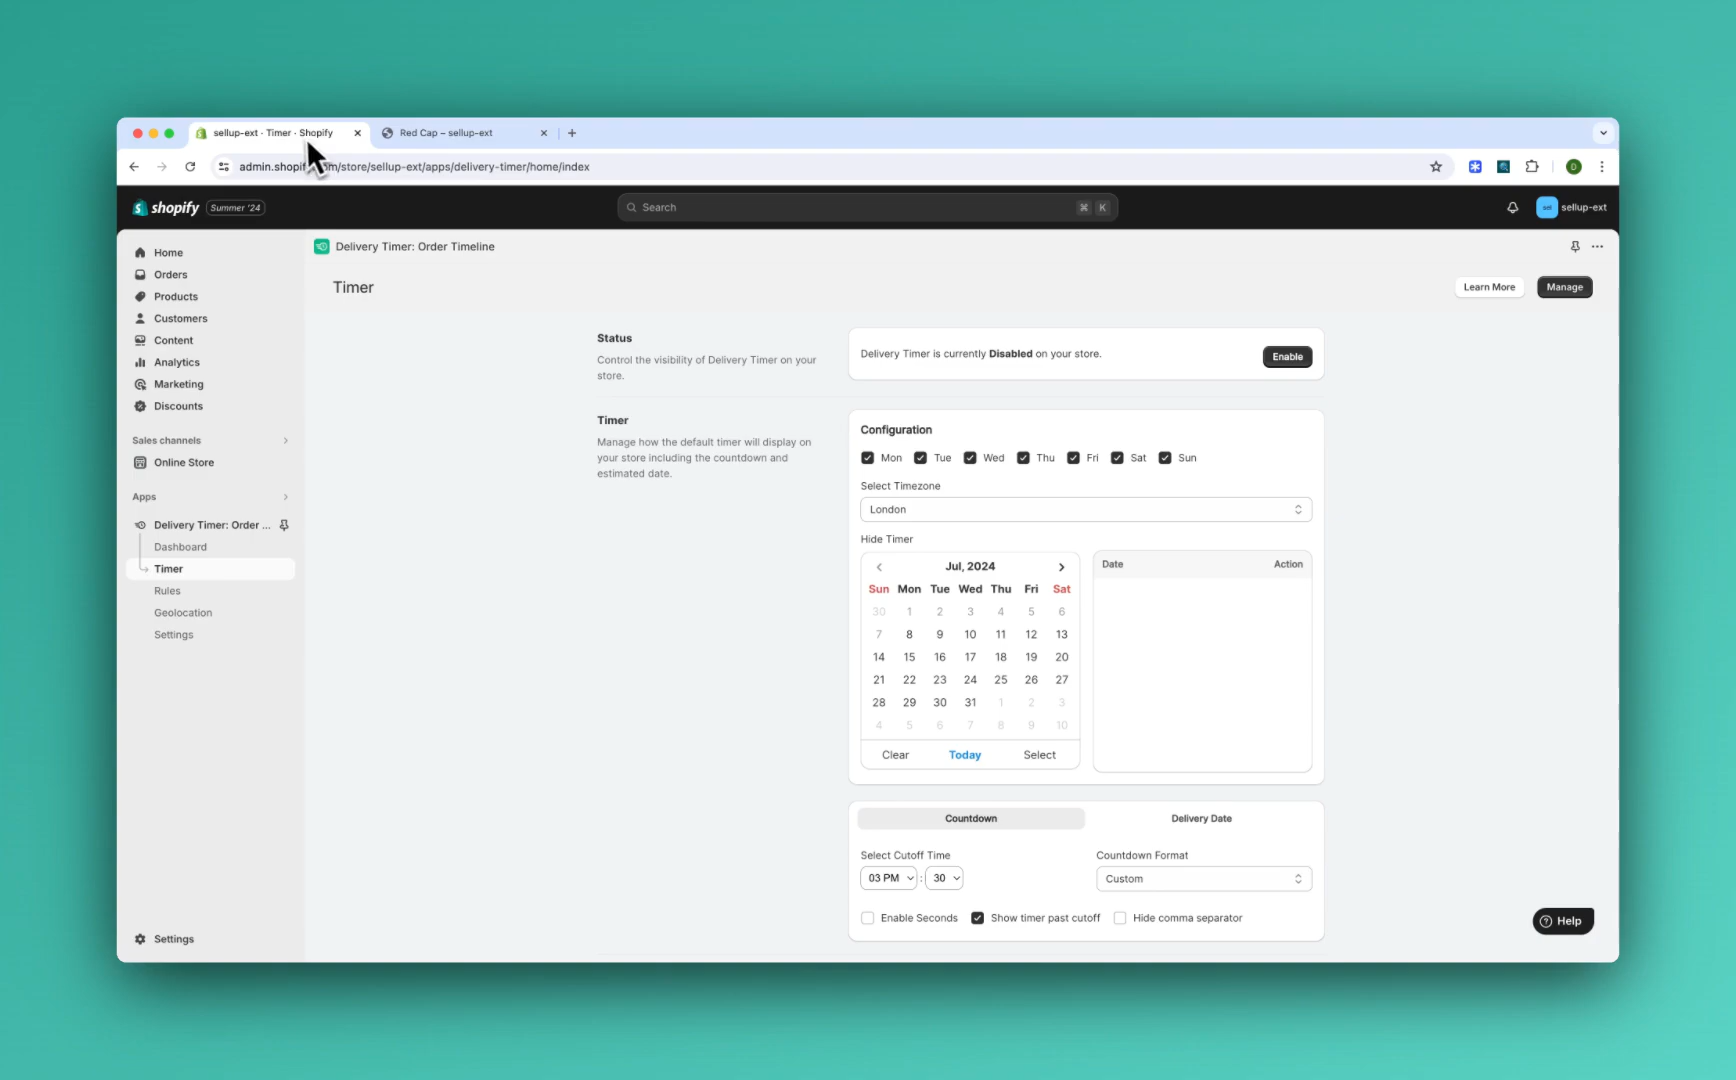 sellup-ext · Timer · Shopify
Red Cap – sellup-ext
/store/sellup-ext/apps/delivery-timer/home/index
shopify
Summer '24
Search
⌘ K
sellup-ext
Home
Orders
Products
Customers
Content
Analytics
Marketing
Discounts
Sales channels
Online Store
Apps
Delivery Timer: Order ...
Dashboard
Timer
Rules
Geolocation
Settings
Settings
Delivery Timer: Order Timeline
Timer
Learn More
Manage
Status
Control the visibility of Delivery Timer on your
store.
Delivery Timer is currently Disabled on your store.
Enable
Timer
Manage how the default timer will display on
your store including the countdown and
estimated date.
Configuration
Mon Tue Wed Thu Fri Sat Sun
Select Timezone
London
Hide Timer
Jul, 2024
Sun Mon Tue Wed Thu Fri Sat
30 1 2 3 4 5 6
7 8 9 10 11 12 13
14 15 16 17 18 19 20
21 22 23 24 25 26 27
28 29 30 31 1 2 3
4 5 6 7 8 9 10
Clear Today Select
Date Action
Countdown
Delivery Date
Select Cutoff Time
03 PM : 30
Countdown Format
Custom
Enable Seconds
Show timer past cutoff
Hide comma separator
Help